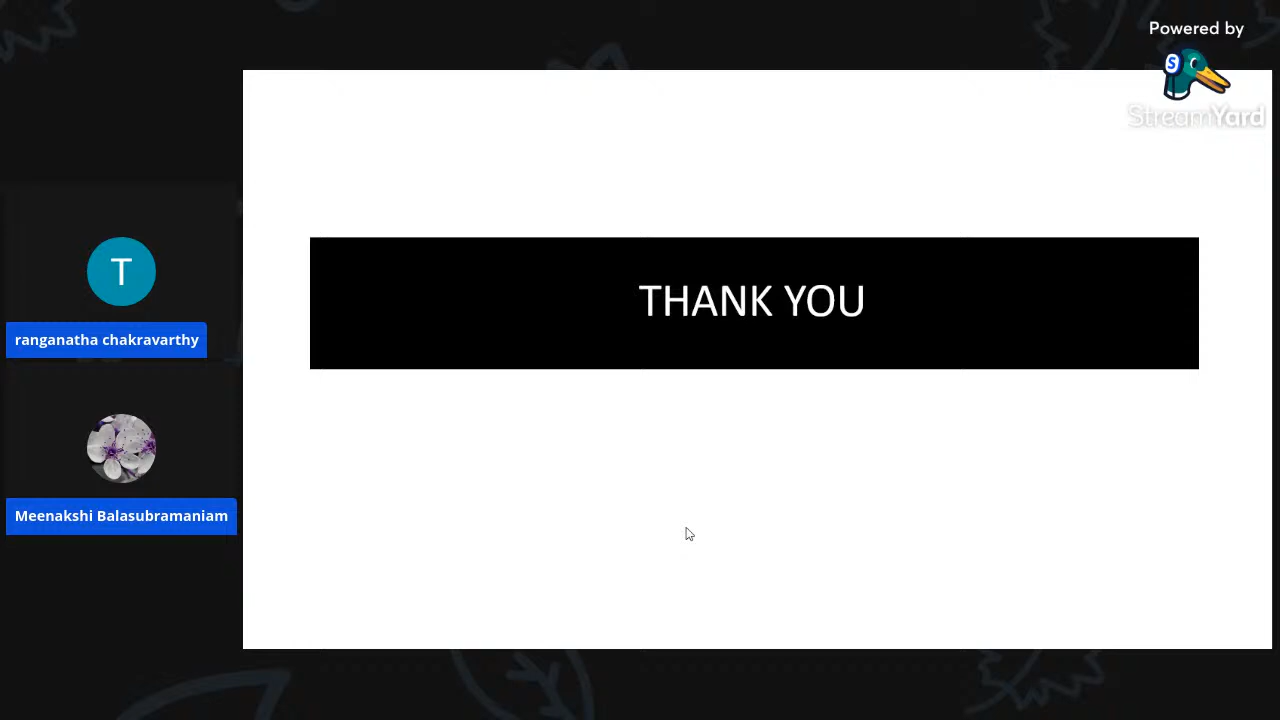 Powered by
S
StreamYard
T
ranganatha chakravarthy
THANK YOU
Meenakshi Balasubramaniam